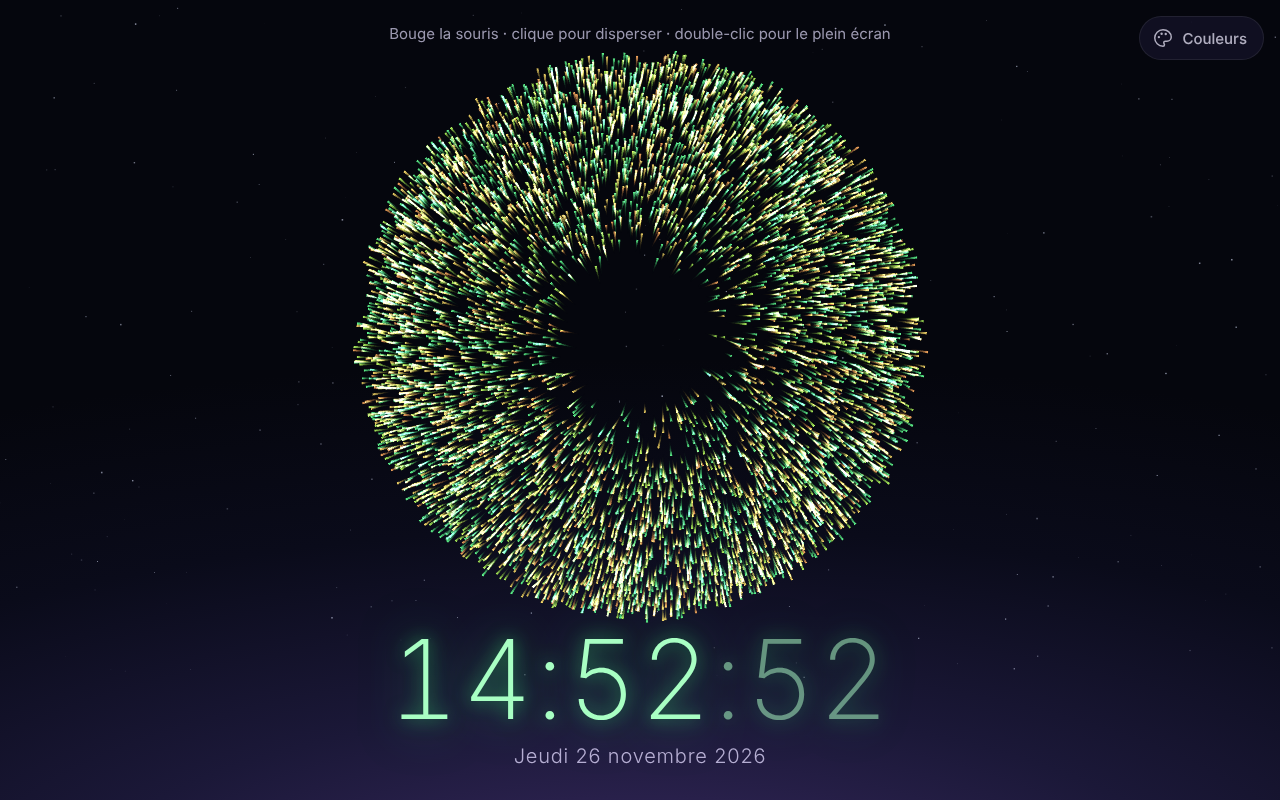 Bouge la souris · clique pour disperser · double-clic pour le plein écran
Couleurs
14:52:52
Jeudi 26 novembre 2026